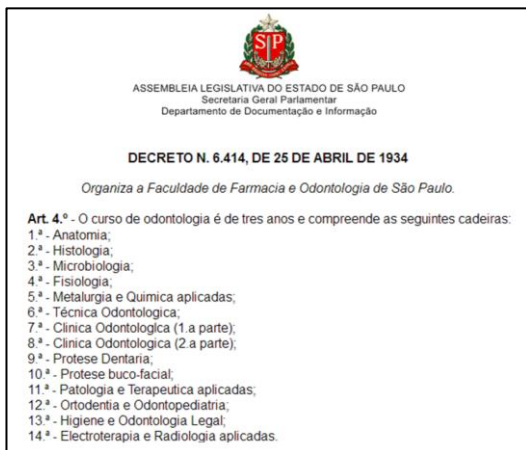 SP
ASSEMBLEIA LEGISLATIVA DO ESTADO DE SÃO PAULO
Secretaria Geral Parlamentar
Departamento de Documentação e Informação
DECRETO N. 6.414, DE 25 DE ABRIL DE 1934
Organiza a Faculdade de Farmacia e Odontologia de São Paulo.
Art. 4.º - O curso de odontologia é de tres anos e compreende as seguintes cadeiras:
1.ª - Anatomia;
2.ª - Histologia;
3.ª - Microbiologia;
4.ª - Fisiologia;
5.ª - Metalurgia e Quimica aplicadas;
6.ª - Técnica Odontologica;
7.ª - Clinica Odontologlca (1.a parte);
8.ª - Clinica Odontologica (2.a parte);
9.ª - Protese Dentaria;
10.ª - Protese buco-facial;
11.ª - Patologia e Terapeutica aplicadas;
12.ª - Ortodentia e Odontopediatria;
13.ª - Higiene e Odontologia Legal;
14.ª - Electroterapia e Radiologia aplicadas.